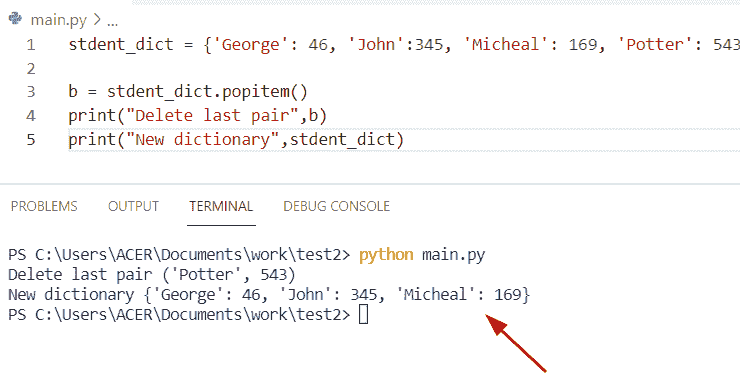 main.py > ...
1 stdent_dict = {'George': 46, 'John':345, 'Micheal': 169, 'Potter': 543
2
3 b = stdent_dict.popitem()
4 print("Delete last pair",b)
5 print("New dictionary",stdent_dict)
PROBLEMS OUTPUT TERMINAL DEBUG CONSOLE
PS C:\Users\ACER\Documents\work\test2> python main.py
Delete last pair ('Potter', 543)
New dictionary {'George': 46, 'John': 345, 'Micheal': 169}
PS C:\Users\ACER\Documents\work\test2>